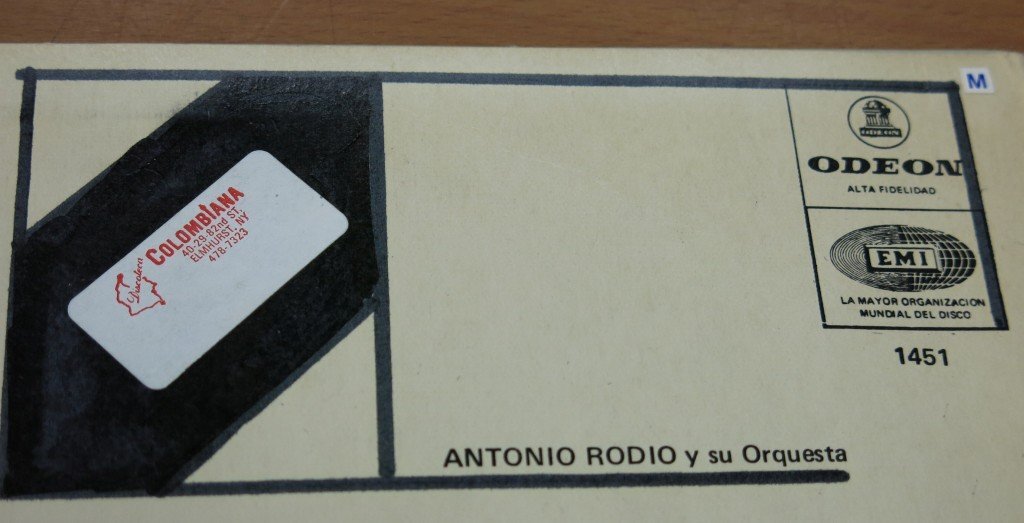 M
ODEON
ODEON
ALTA FIDELIDAD
EMI
LA MAYOR ORGANIZACION
MUNDIAL DEL DISCO
1451
Discoteca
COLOMBIANA
40-29-82nd ST.
ELMHURST, NY
478-7323
ANTONIO RODIO y su Orquesta